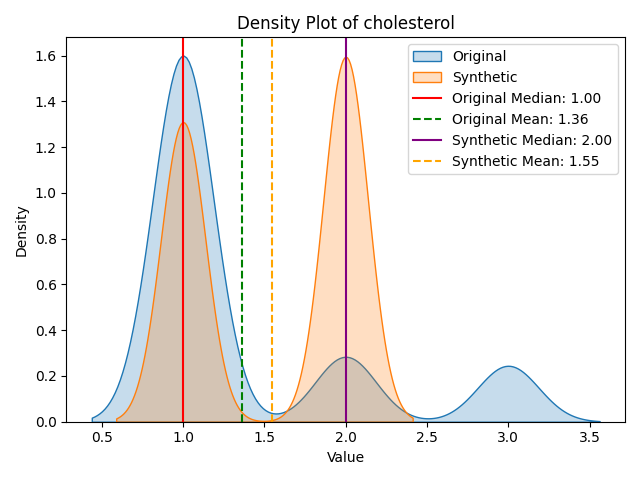 Density Plot of cholesterol
Original
Synthetic
Original Median: 1.00
Original Mean: 1.36
Synthetic Median: 2.00
Synthetic Mean: 1.55
Density
1.6
1.4
1.2
1.0
0.8
0.6
0.4
0.2
0.0
0.5 1.0 1.5 2.0 2.5 3.0 3.5
Value